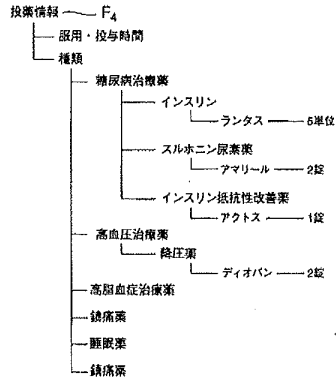 投薬情報 F4
服用・投与時間
種類
糖尿病治療薬
インスリン
ランタス 5単位
スルホニン尿素薬
アマリール 2錠
インスリン抵抗性改善薬
アクトス 1錠
高血圧治療薬
降圧薬
ディオバン 2錠
高脂血症治療薬
鎮痛薬
睡眠薬
鎮痛薬